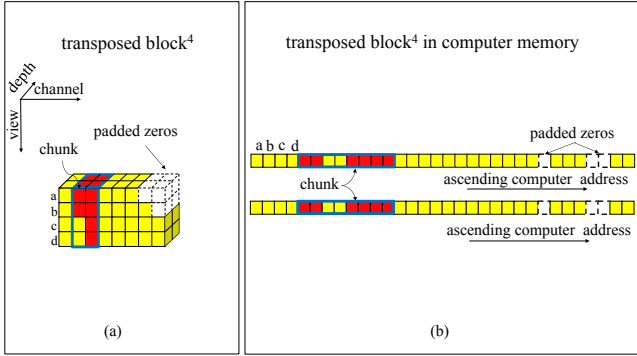 transposed block⁴
depth
channel
view
padded zeros
chunk
a
b
c
d
(a)
transposed block⁴ in computer memory
a b c d
padded zeros
chunk
ascending computer address
ascending computer address
(b)